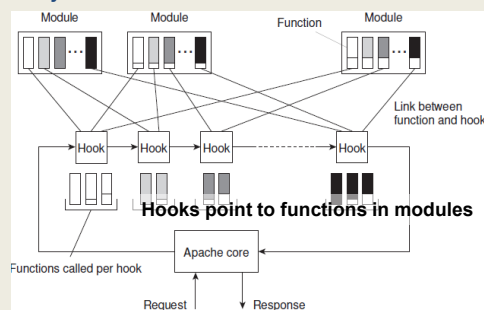 Module
Module
Module
Function
...
...
...
Link between
function and hook
Hook
Hook
Hook
Hook
Hooks point to functions in modules
Functions called per hook
Apache core
Request
Response